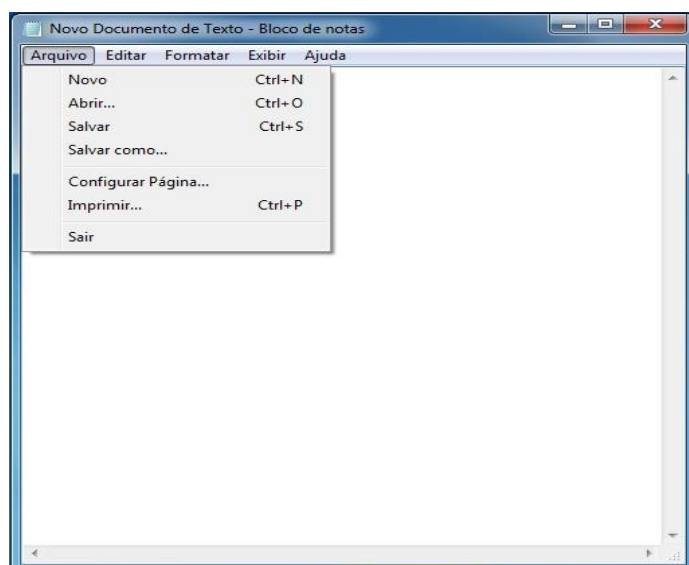 Novo Documento de Texto - Bloco de notas
Arquivo Editar Formatar Exibir Ajuda
Novo Ctrl+N
Abrir... Ctrl+O
Salvar Ctrl+S
Salvar como...
Configurar Página...
Imprimir... Ctrl+P
Sair